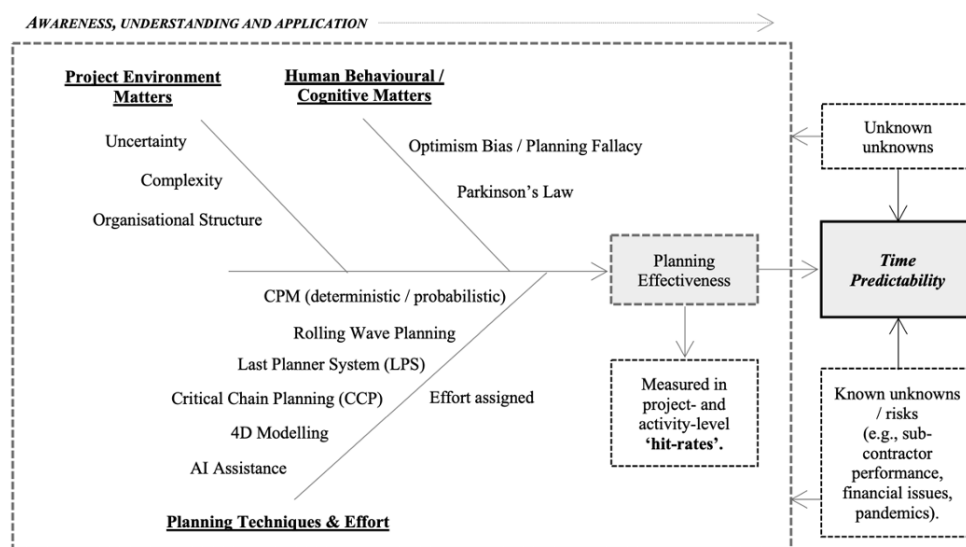 AWARENESS, UNDERSTANDING AND APPLICATION
Project Environment
Matters
Human Behavioural /
Cognitive Matters
Uncertainty
Complexity
Organisational Structure
Optimism Bias / Planning Fallacy
Parkinson's Law
CPM (deterministic / probabilistic)
Rolling Wave Planning
Last Planner System (LPS)
Critical Chain Planning (CCP)
4D Modelling
AI Assistance
Effort assigned
Planning Techniques & Effort
Planning
Effectiveness
Measured in
project- and
activity-level
‘hit-rates’.
Unknown
unknowns
Time
Predictability
Known unknowns
/ risks
(e.g., sub-
contractor
performance,
financial issues,
pandemics).